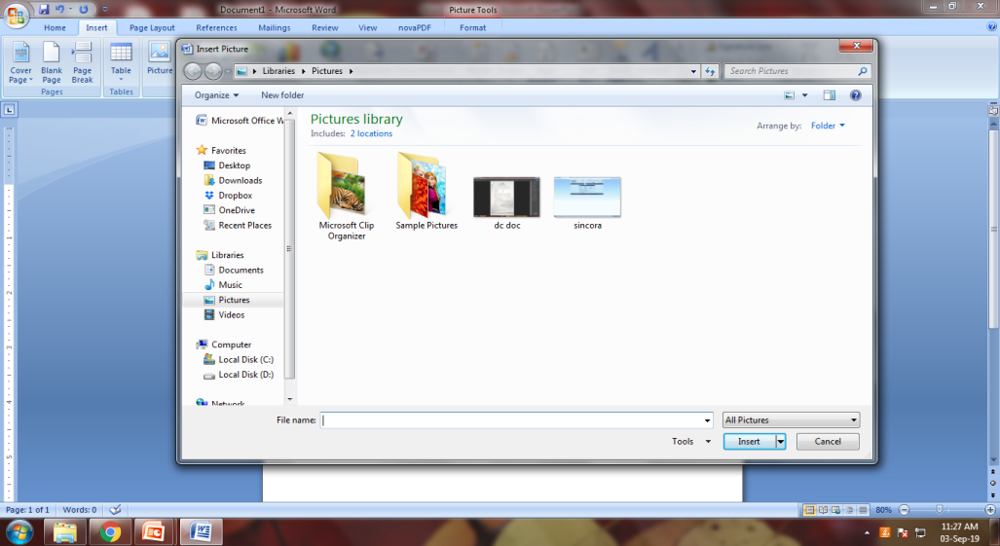 Document1 - Microsoft Word
Picture Tools
Home Insert Page Layout References Mailings Review View novaPDF Format
Cover Page
Blank Page
Page Break
Table
Picture
Pages
Tables
Insert Picture
Libraries Pictures
Search Pictures
Organize New folder
Microsoft Office W
Favorites
Desktop
Downloads
Dropbox
OneDrive
Recent Places
Libraries
Documents
Music
Pictures
Videos
Computer
Local Disk (C:)
Local Disk (D:)
Network
Pictures library
Includes: 2 locations
Arrange by: Folder
Microsoft Clip
Organizer
Sample Pictures
dc doc
sincora
File name:
All Pictures
Tools Insert Cancel
Page: 1 of 1 Words: 0
80%
11:27 AM
03-Sep-19